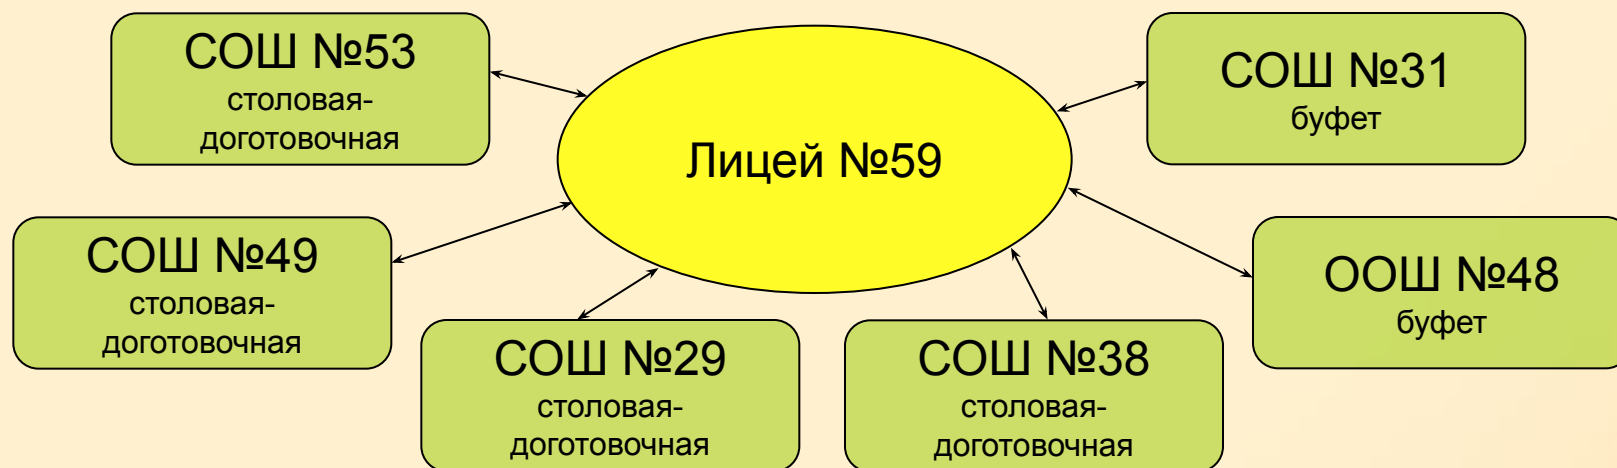 СОШ №53
столовая-
доготовочная
Лицей №59
СОШ №31
буфет
СОШ №49
столовая-
доготовочная
ООШ №48
буфет
СОШ №29
столовая-
доготовочная
СОШ №38
столовая-
доготовочная